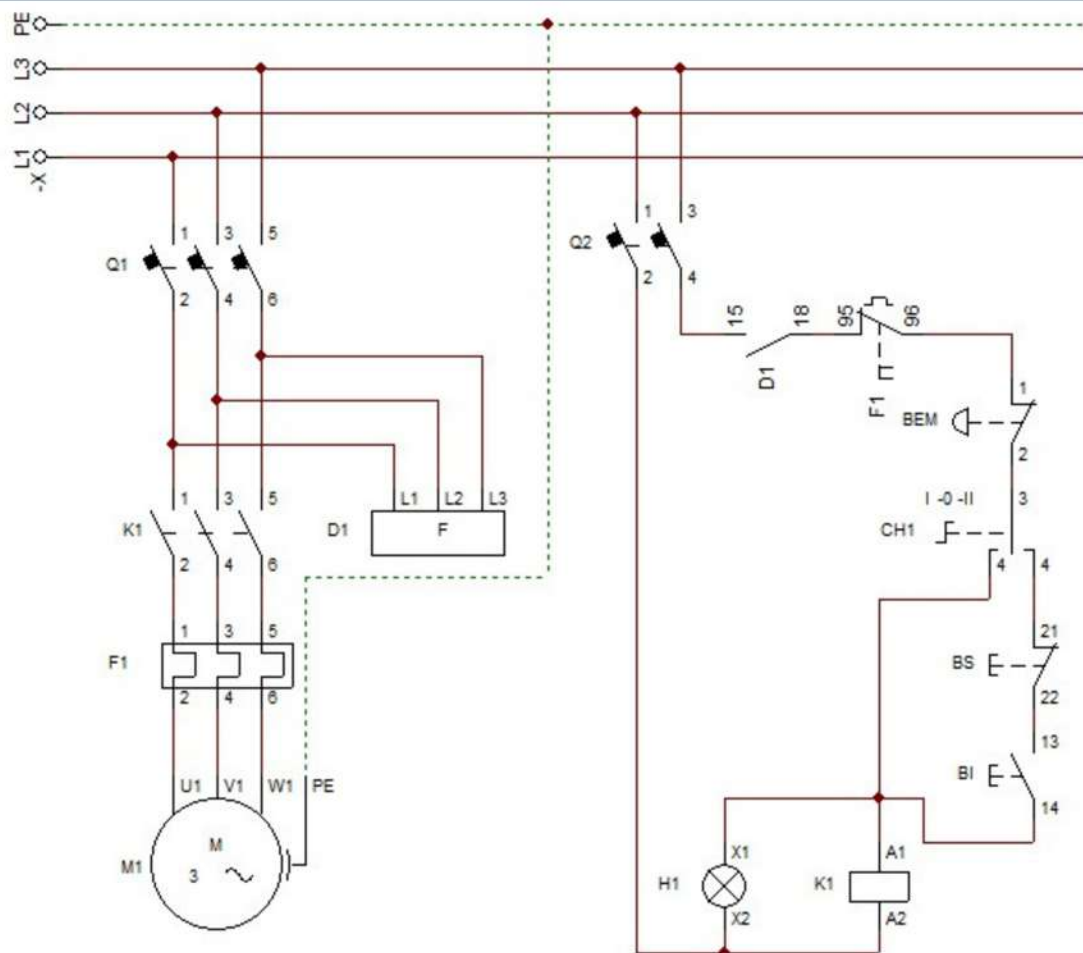 PE
L3
L2
L1
-X
1 3 5
Q1
2 4 6
1 3
Q2
2 4
15 18 95 96
D1
F1
1
BEM
2
I -0 -II
3
CH1
4 4
L1 L2 L3
D1 F
1 3 5
K1
2 4 6
21
BS
22
1 3 5
F1
2 4 6
13
BI
14
U1 V1 W1 PE
M
M1
3
X1
H1
X2
A1
K1
A2